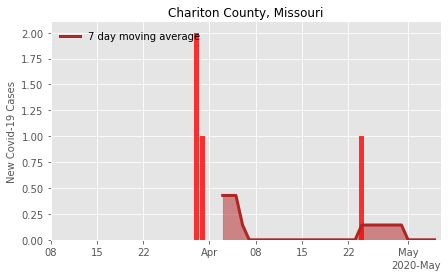 Chariton County, Missouri
7 day moving average
New Covid-19 Cases
2.00
1.75
1.50
1.25
1.00
0.75
0.50
0.25
0.00
08 15 22 Apr 08 15 22 May
2020-May